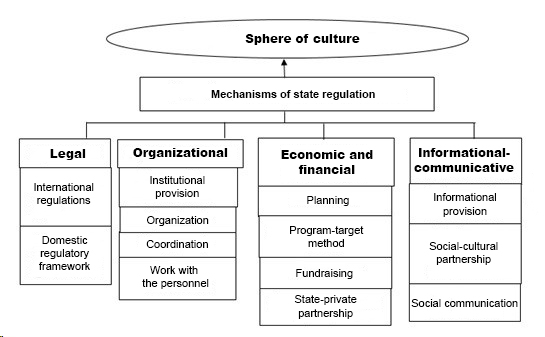 Sphere of culture
Mechanisms of state regulation
Legal
International
regulations
Domestic
regulatory
framework
Organizational
Institutional
provision
Organization
Coordination
Work with
the personnel
Economic and
financial
Planning
Program-target
method
Fundraising
State-private
partnership
Informational-
communicative
Informational
provision
Social-cultural
partnership
Social communication